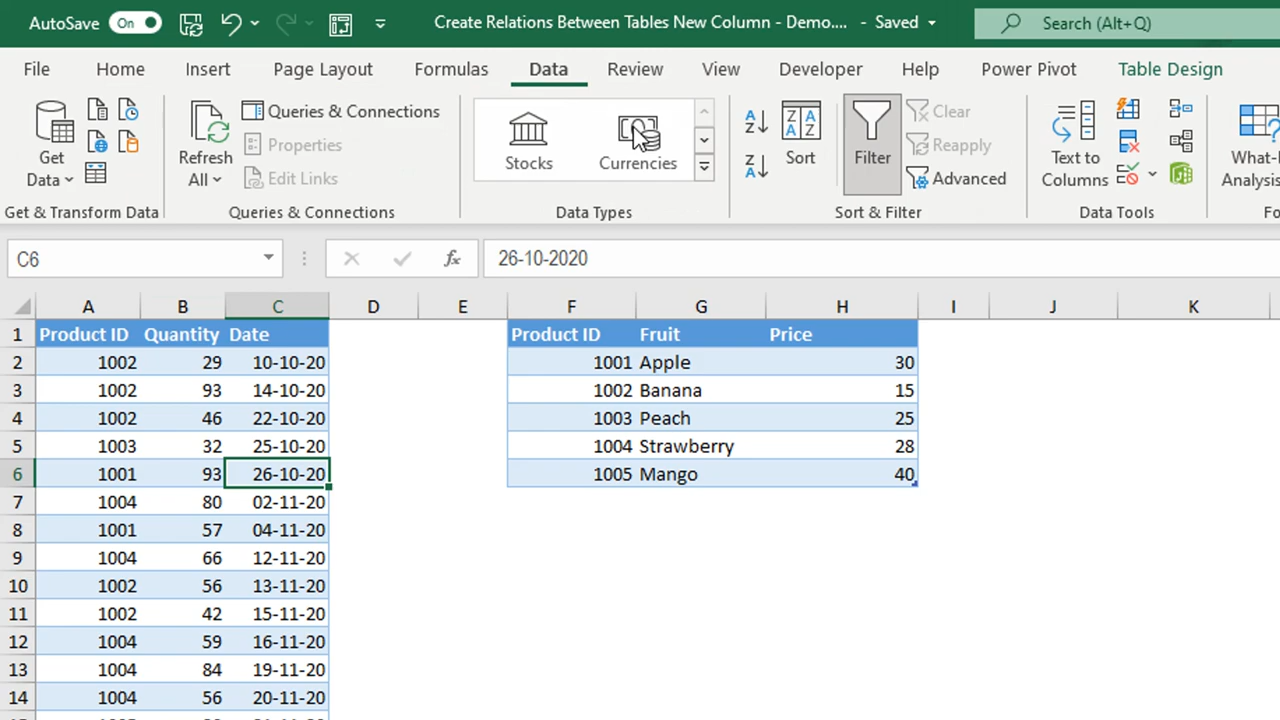 AutoSave On Create Relations Between Tables New Column - Demo.... - Saved Search (Alt+Q)
File Home Insert Page Layout Formulas Data Review View Developer Help Power Pivot Table Design
Get Data
Refresh All
Queries & Connections
Properties
Edit Links
Stocks
Currencies
Sort
Filter
Clear
Reapply
Advanced
Text to Columns
What-I
Analysis
Get & Transform Data Queries & Connections Data Types Sort & Filter Data Tools Fo
C6 fx 26-10-2020
A B C D E F G H I J K
1 Product ID Quantity Date Product ID Fruit Price
2 1002 29 10-10-20 1001 Apple 30
3 1002 93 14-10-20 1002 Banana 15
4 1002 46 22-10-20 1003 Peach 25
5 1003 32 25-10-20 1004 Strawberry 28
6 1001 93 26-10-20 1005 Mango 40
7 1004 80 02-11-20
8 1001 57 04-11-20
9 1004 66 12-11-20
10 1002 56 13-11-20
11 1002 42 15-11-20
12 1004 59 16-11-20
13 1004 84 19-11-20
14 1004 56 20-11-20